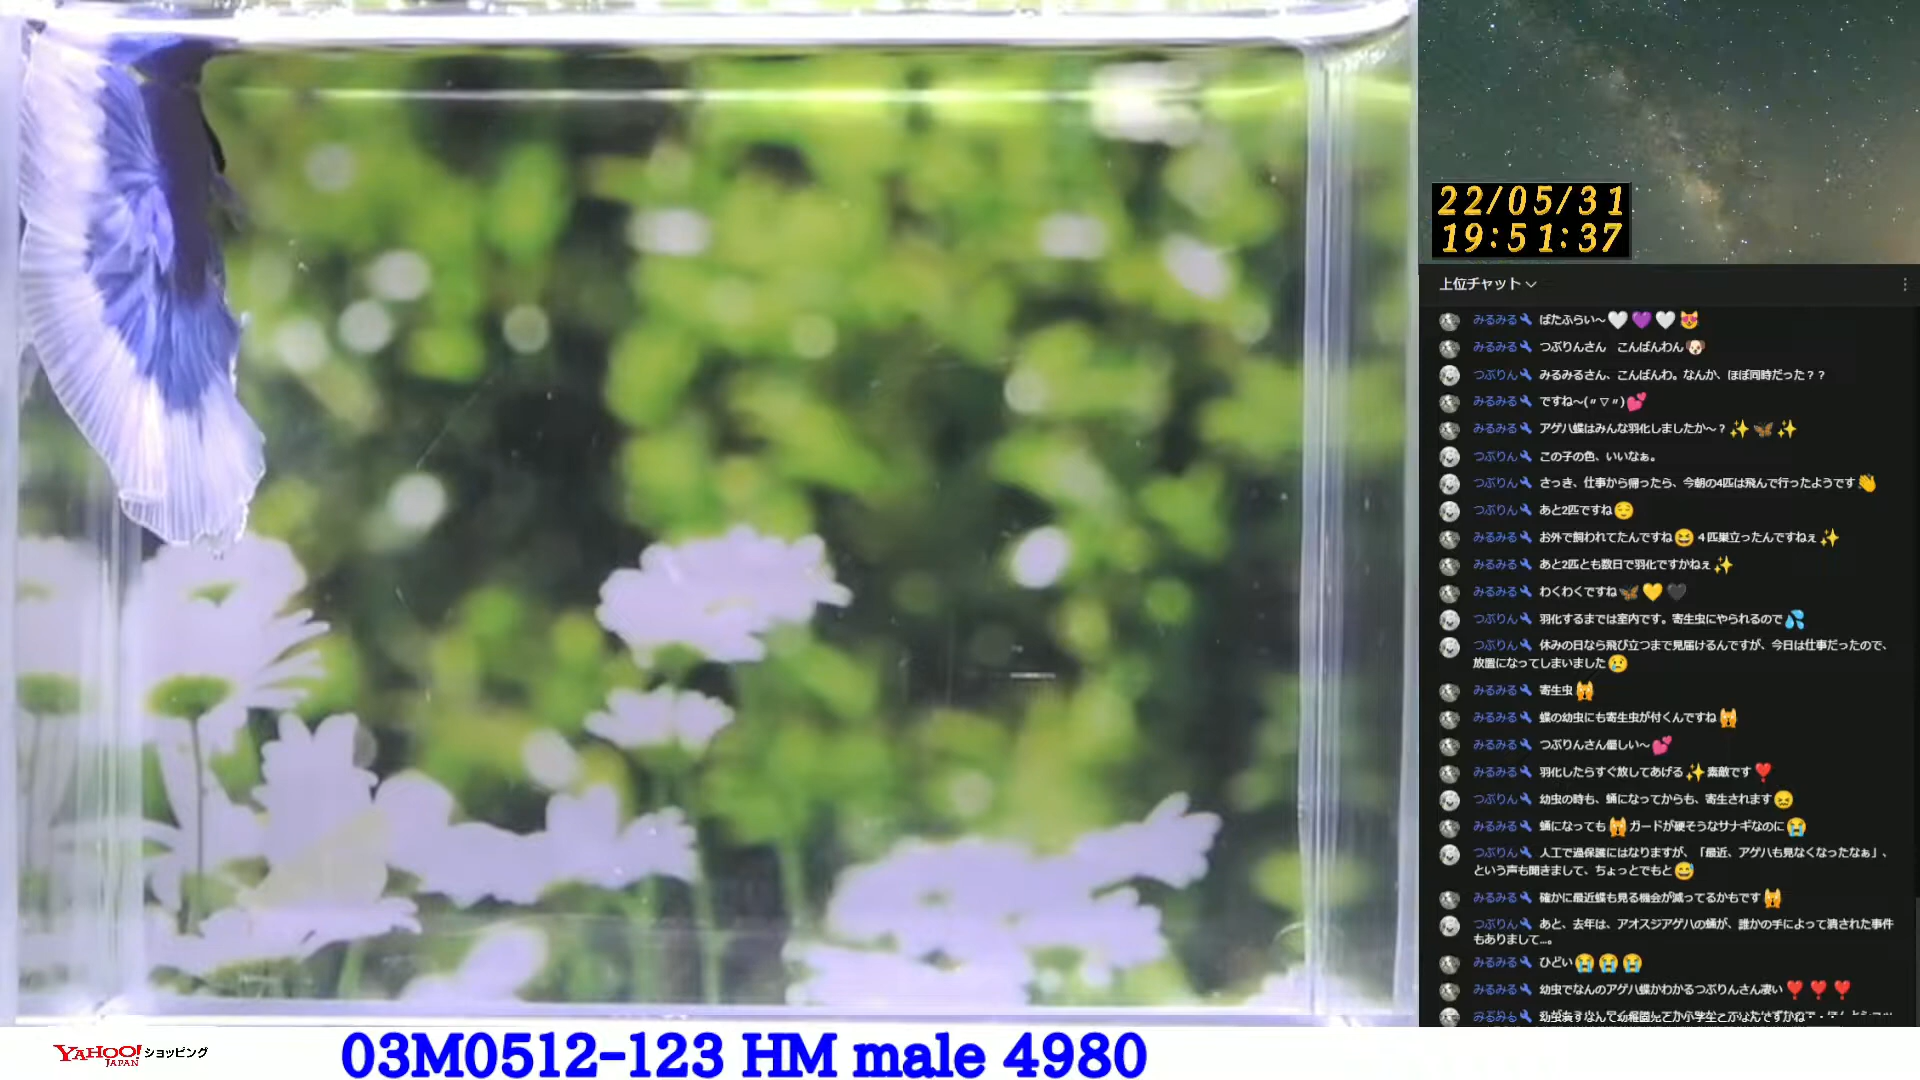 22/05/31
19:51:37
上位チャット
みるみる ばたふらい～🤍💜🤍😻
みるみる つぶりんさん　こんばんわん🐶
つぶりん みるみるさん、こんばんわ。なんか、ほぼ同時だった？？
みるみる ですね～(〃▽〃)💕
みるみる アゲハ蝶はみんな羽化しましたか～？✨🦋✨
つぶりん この子の色、いいなぁ。
つぶりん さっき、仕事から帰ったら、今朝の4匹は飛んで行ったようです👏
つぶりん あと2匹ですね😌
みるみる お外で飼われてたんですね😆４匹巣立ったんですねぇ✨
みるみる あと2匹とも数日で羽化ですかねぇ✨
みるみる わくわくですね🦋💛🖤
つぶりん 羽化するまでは室内です。寄生虫にやられるので💦
つぶりん 休みの日なら飛び立つまで見届けるんですが、今日は仕事だったので、
放置になってしまいました😢
みるみる 寄生虫🙀
みるみる 蝶の幼虫にも寄生虫が付くんですね🙀
みるみる つぶりんさん優しい～💕
みるみる 羽化したらすぐ放してあげる✨素敵です❣️
つぶりん 幼虫の時も、蛹になってからも、寄生されます😖
みるみる 蛹になっても🙀ガードが硬そうなサナギなのに😭
つぶりん 人工で過保護にはなりますが、「最近、アゲハも見なくなったなぁ」、
という声も聞きまして、ちょっとでもと😅
みるみる 確かに最近蝶も見る機会が減ってるかもです🙀
つぶりん あと、去年は、アオスジアゲハの蛹が、誰かの手によって潰された事件
もありまして…。
みるみる ひどい😭😭😭
みるみる 幼虫でなんのアゲハ蝶かわかるつぶりんさん凄い❣️❣️❣️
みるみる
YAHOO! JAPAN ショッピング
03M0512-123 HM male 4980